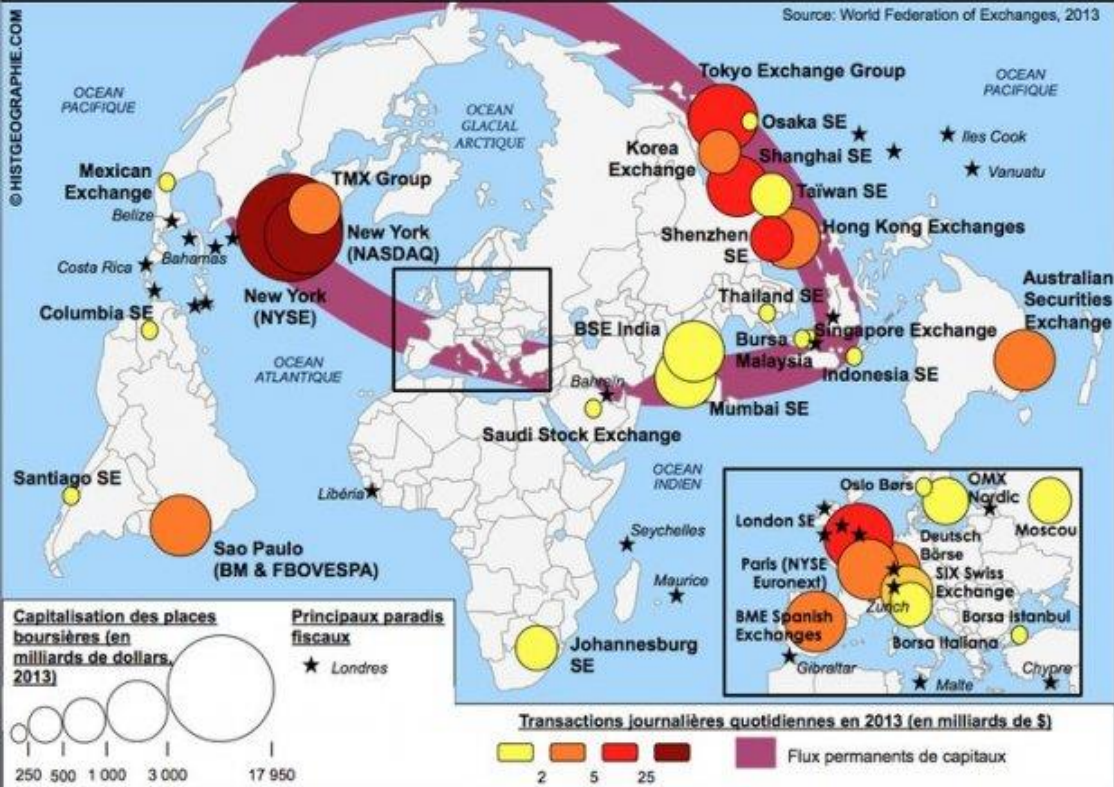 © HISTGEOGRAPHIE.COM
Source: World Federation of Exchanges, 2013
OCEAN
PACIFIQUE
OCEAN
GLACIAL
ARCTIQUE
OCEAN
PACIFIQUE
Tokyo Exchange Group
Osaka SE
Iles Cook
Korea
Exchange
Shanghai SE
Vanuatu
Mexican
Exchange
TMX Group
Taïwan SE
Belize
New York
(NASDAQ)
Hong Kong Exchanges
Shenzhen
SE
Costa Rica
Bahamas
New York
(NYSE)
Thailand SE
Australian
Securities
Exchange
Columbia SE
BSE India
Singapore Exchange
Bursa
Malaysia
Indonesia SE
OCEAN
ATLANTIQUE
Bahrein
Mumbai SE
Saudi Stock Exchange
Santiago SE
OCEAN
INDIEN
Libéria
Seychelles
Sao Paulo
(BM & FBOVESPA)
Maurice
Johannesburg
SE
Oslo Børs
OMX
Nordic
London SE
Moscou
Deutsch
Börse
Paris (NYSE
Euronext)
SIX Swiss
Exchange
Zurich
BME Spanish
Exchanges
Borsa Istanbul
Borsa Italiana
Gibraltar
Chypre
Malte
Capitalisation des places
boursières (en
milliards de dollars,
2013)
250 500 1 000 3 000 17 950
Principaux paradis
fiscaux
Londres
Transactions journalières quotidiennes en 2013 (en milliards de $)
2 5 25
Flux permanents de capitaux